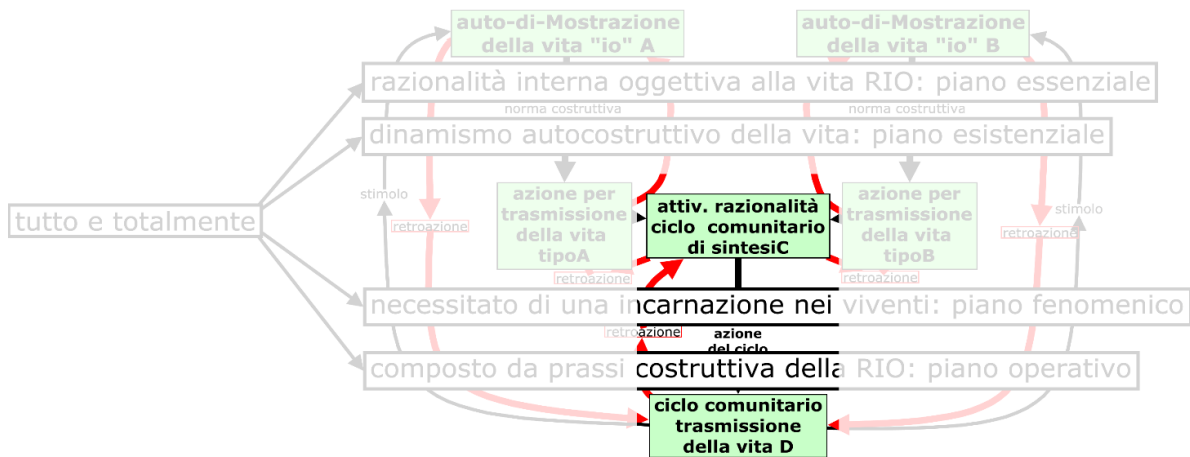 auto-di-Mostrazione
della vita "io" A
auto-di-Mostrazione
della vita "io" B
razionalità interna oggettiva alla vita RIO: piano essenziale
norma costruttiva
norma costruttiva
dinamismo autocostruttivo della vita: piano esistenziale
azione per
trasmissione
della vita
tipoA
attiv. razionalità
ciclo comunitario
di sintesiC
azione per
trasmissione
della vita
tipoB
stimolo
stimolo
tutto e totalmente
retroazione
retroazione
retroazione
retroazione
necessitato di una incarnazione nei viventi: piano fenomenico
retroazione
azione
del ciclo
composto da prassi costruttiva della RIO: piano operativo
ciclo comunitario
trasmissione
della vita D